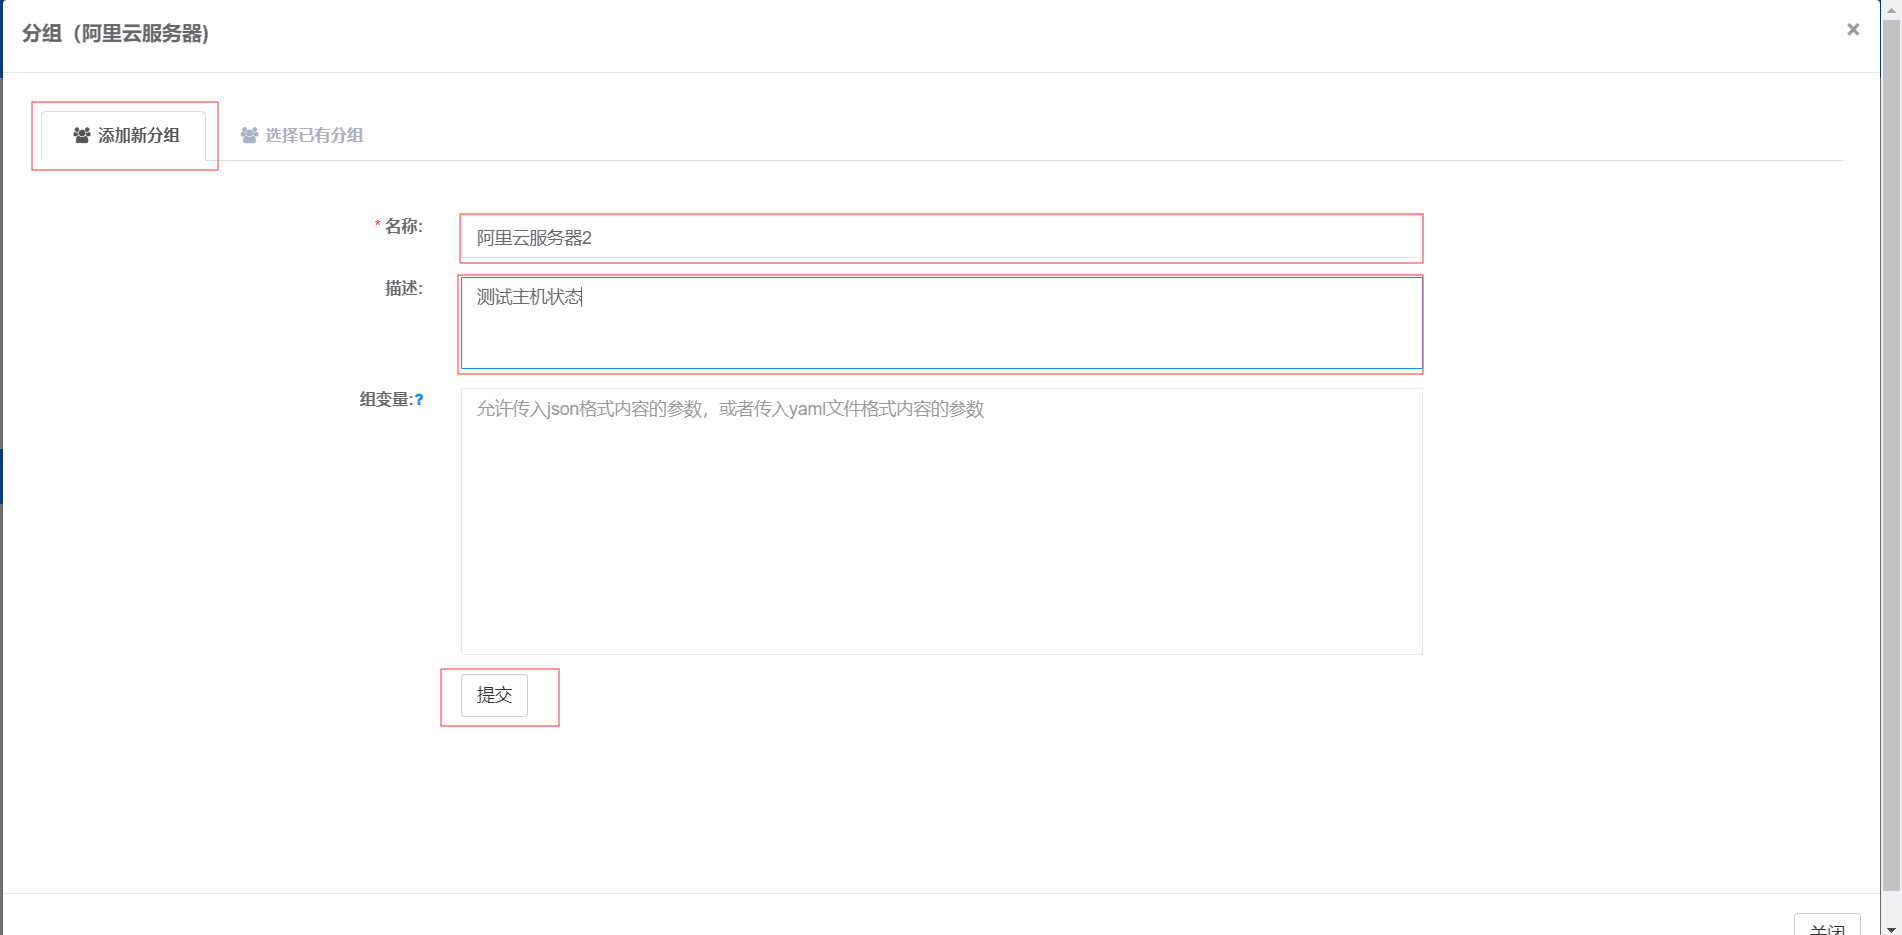 分组（阿里云服务器）
×
添加新分组 选择已有分组
* 名称:
阿里云服务器2
描述:
测试主机状态
组变量:?
允许传入json格式内容的参数，或者传入yaml文件格式内容的参数
提交
关闭